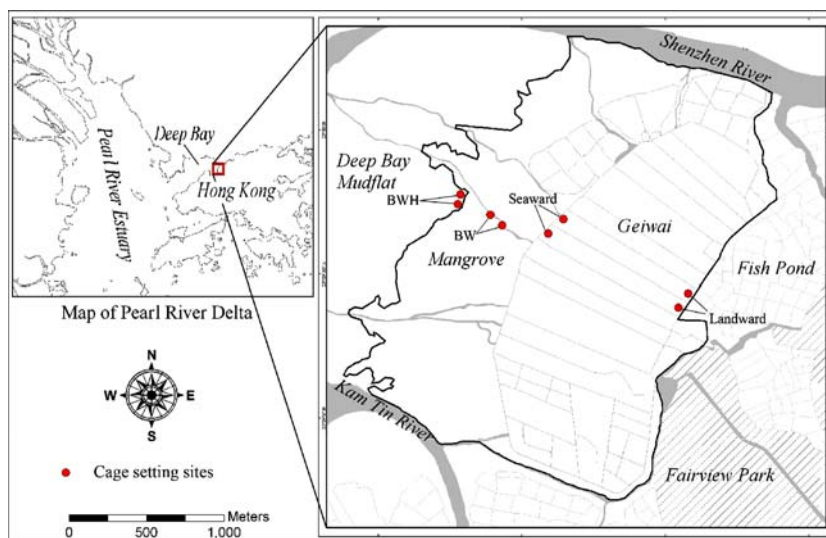 Deep Bay
Pearl River Estuary
Hong Kong
Map of Pearl River Delta
N
W
E
S
Cage setting sites
Meters
0
500
1,000
Shenzhen River
Deep Bay
Mudflat
BWH
Seaward
BW
Mangrove
Geiwai
Fish Pond
Landward
Kam Tin River
Fairview Park